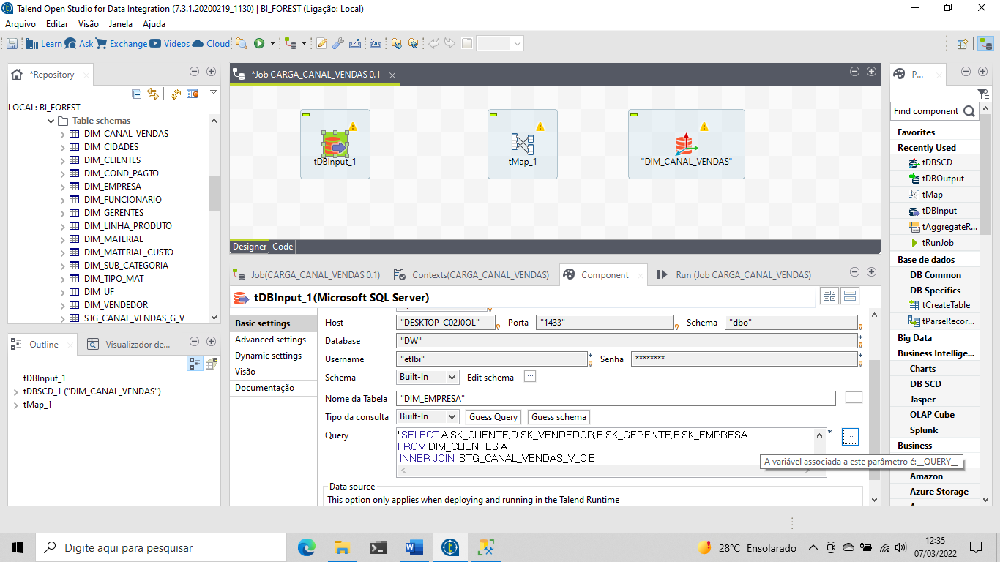 Talend Open Studio for Data Integration (7.3.1.20200219_1130) | BI_FOREST (Ligação: Local)
Arquivo Editar Visão Janela Ajuda
Learn Ask Exchange Videos Cloud
*Repository
LOCAL: BI_FOREST
Table schemas
DIM_CANAL_VENDAS
DIM_CIDADES
DIM_CLIENTES
DIM_COND_PAGTO
DIM_EMPRESA
DIM_FUNCIONARIO
DIM_GERENTES
DIM_LINHA_PRODUTO
DIM_MATERIAL
DIM_MATERIAL_CUSTO
DIM_SUB_CATEGORIA
DIM_TIPO_MAT
DIM_UF
DIM_VENDEDOR
STG_CANAL_VENDAS_G_V
Outline Visualizador de...
tDBInput_1
tDBSCD_1 ("DIM_CANAL_VENDAS")
tMap_1
*Job CARGA_CANAL_VENDAS 0.1
tDBInput_1
tMap_1
"DIM_CANAL_VENDAS"
Designer Code
Job(CARGA_CANAL_VENDAS 0.1) Contexts(CARGA_CANAL_VENDAS) Component Run (Job CARGA_CANAL_VENDAS)
tDBInput_1(Microsoft SQL Server)
Basic settings
Advanced settings
Dynamic settings
Visão
Documentação
Host "DESKTOP-C02J0OL" Porta "1433" Schema "dbo"
Database "DW" *
Username "etlbi" * Senha ******** *
Schema Built-In Edit schema ...
Nome da Tabela "DIM_EMPRESA" ...
Tipo da consulta Built-In Guess Query Guess schema
Query "SELECT A.SK_CLIENTE,D.SK_VENDEDOR,E.SK_GERENTE,F.SK_EMPRESA * ...
FROM DIM_CLIENTES A
INNER JOIN STG_CANAL_VENDAS_V_C B
A variável associada a este parâmetro é:__QUERY__
Data source
This option only applies when deploying and running in the Talend Runtime
P...
Find component
Favorites
Recently Used
tDBSCD
tDBOutput
tMap
tDBInput
tAggregateR...
tRunJob
Base de dados
DB Common
DB Specifics
tCreateTable
tParseRecor...
Big Data
Business Intellige...
Charts
DB SCD
Jasper
OLAP Cube
Splunk
Business
Amazon
Azure Storage
Digite aqui para pesquisar
28°C Ensolarado
12:35
07/03/2022